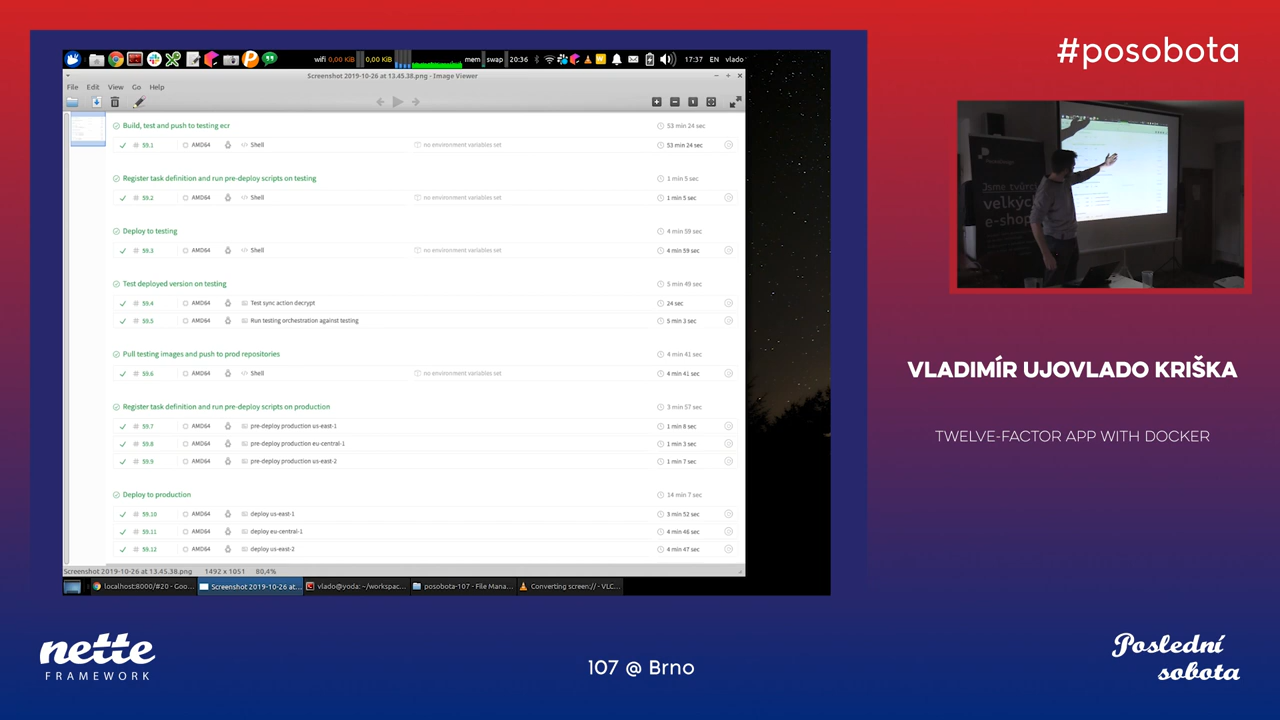 #posobota
wifi 0,00 KiB 0,00 KiB mem swap 20:36 17:37 EN vlado
Screenshot 2019-10-26 at 13.45.38.png - Image Viewer
File Edit View Go Help
Build, test and push to testing ecr 53 min 24 sec
# 59.1 AMD64 </> Shell no environment variables set 53 min 24 sec
Register task definition and run pre-deploy scripts on testing 1 min 5 sec
# 59.2 AMD64 </> Shell no environment variables set 1 min 5 sec
Deploy to testing 4 min 59 sec
# 59.3 AMD64 </> Shell no environment variables set 4 min 59 sec
Test deployed version on testing 5 min 49 sec
# 59.4 AMD64 Test sync action decrypt 24 sec
# 59.5 AMD64 Run testing orchestration against testing 5 min 3 sec
Pull testing images and push to prod repositories 4 min 41 sec
# 59.6 AMD64 </> Shell no environment variables set 4 min 41 sec
Register task definition and run pre-deploy scripts on production 3 min 57 sec
# 59.7 AMD64 pre-deploy production us-east-1 1 min 8 sec
# 59.8 AMD64 pre-deploy production eu-central-1 1 min 3 sec
# 59.9 AMD64 pre-deploy production us-east-2 1 min 7 sec
Deploy to production 14 min 7 sec
# 59.10 AMD64 deploy us-east-1 3 min 52 sec
# 59.11 AMD64 deploy eu-central-1 4 min 46 sec
# 59.12 AMD64 deploy us-east-2 4 min 47 sec
Screenshot 2019-10-26 at 13.45.38.png 1492 x 1051 80,4%
localhost:8000/#20 - Goo... Screenshot 2019-10-26 at... vlado@yoda: ~/workspac... posobota-107 - File Mana... Converting screen:// - VLC...
Jsme tvůrci
velkých
e-shopů
VLADIMÍR UJOVLADO KRIŠKA
TWELVE-FACTOR APP WITH DOCKER
nette
FRAMEWORK
107 @ Brno
Poslední
sobota